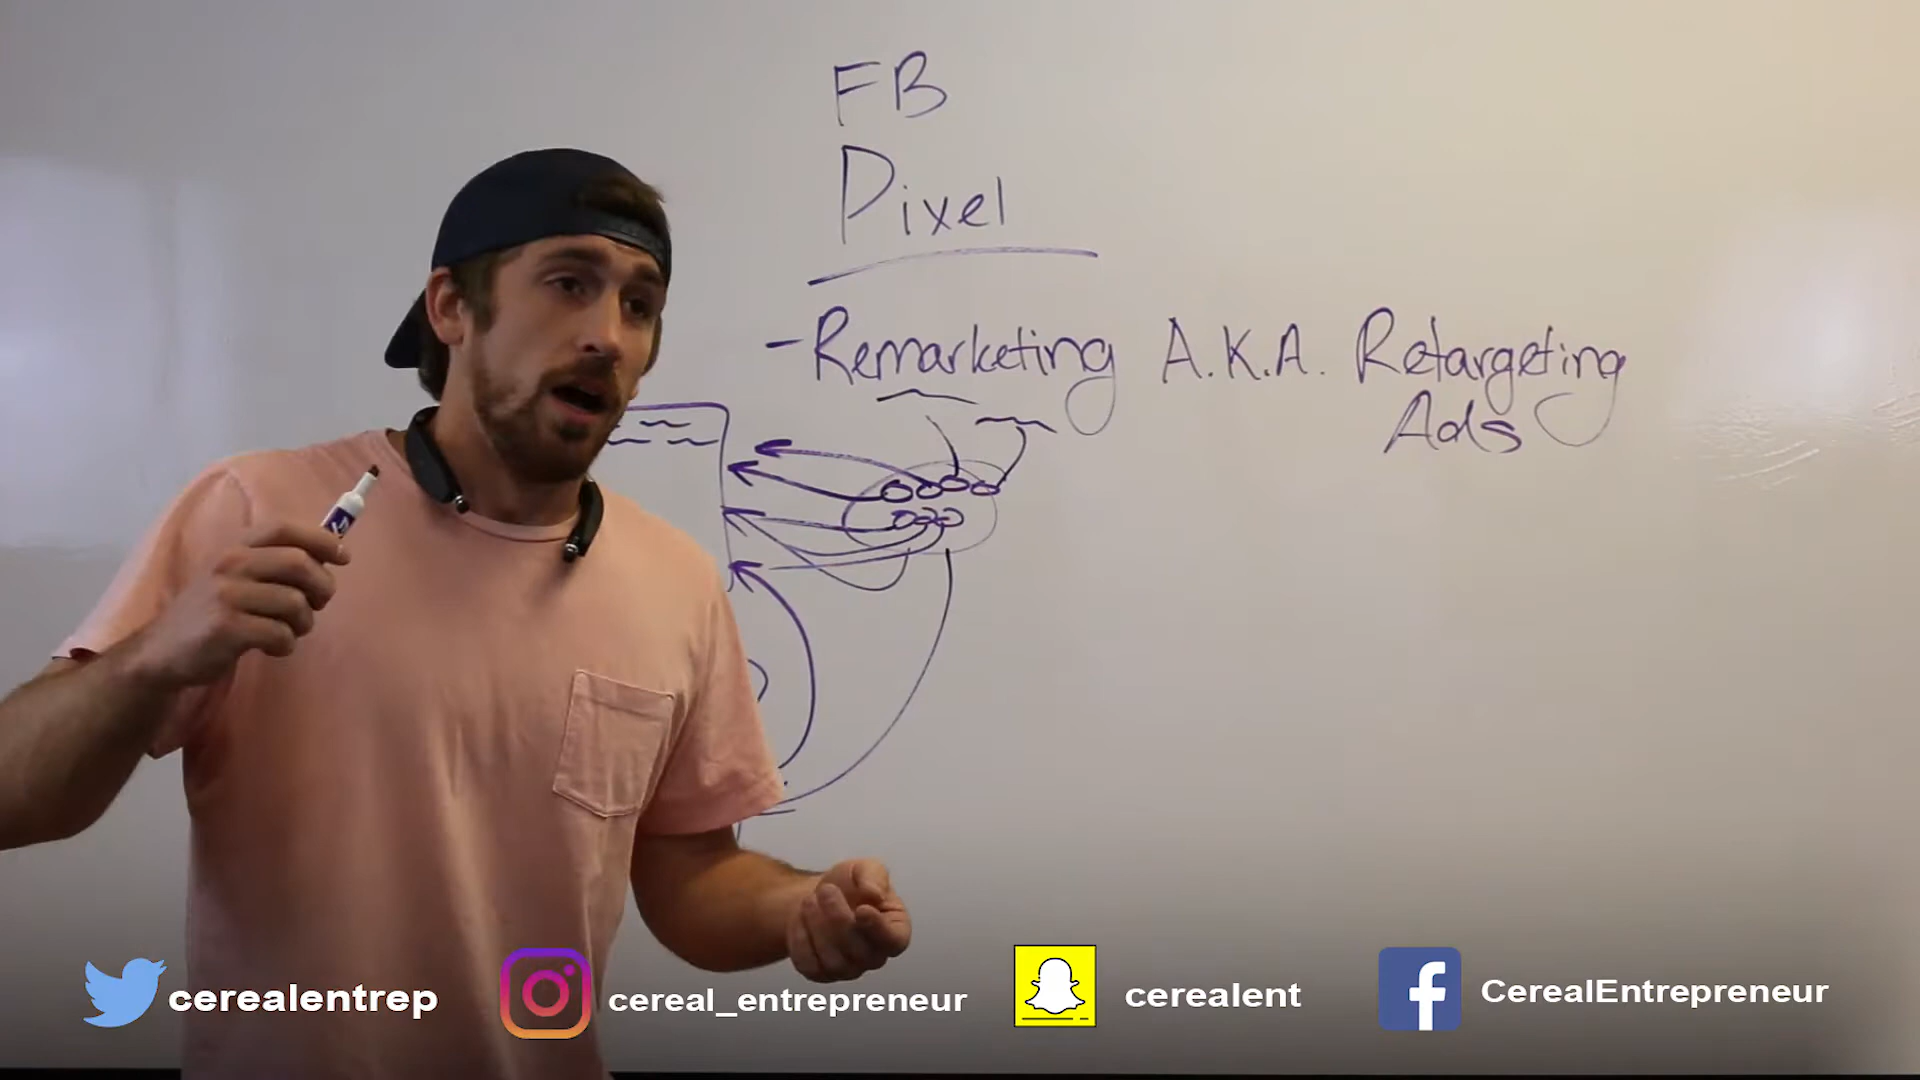 FB
Pixel
- Remarketing A.K.A. Retargeting
Ads
cerealentrep
cereal_entrepreneur
cerealent
CerealEntrepreneur